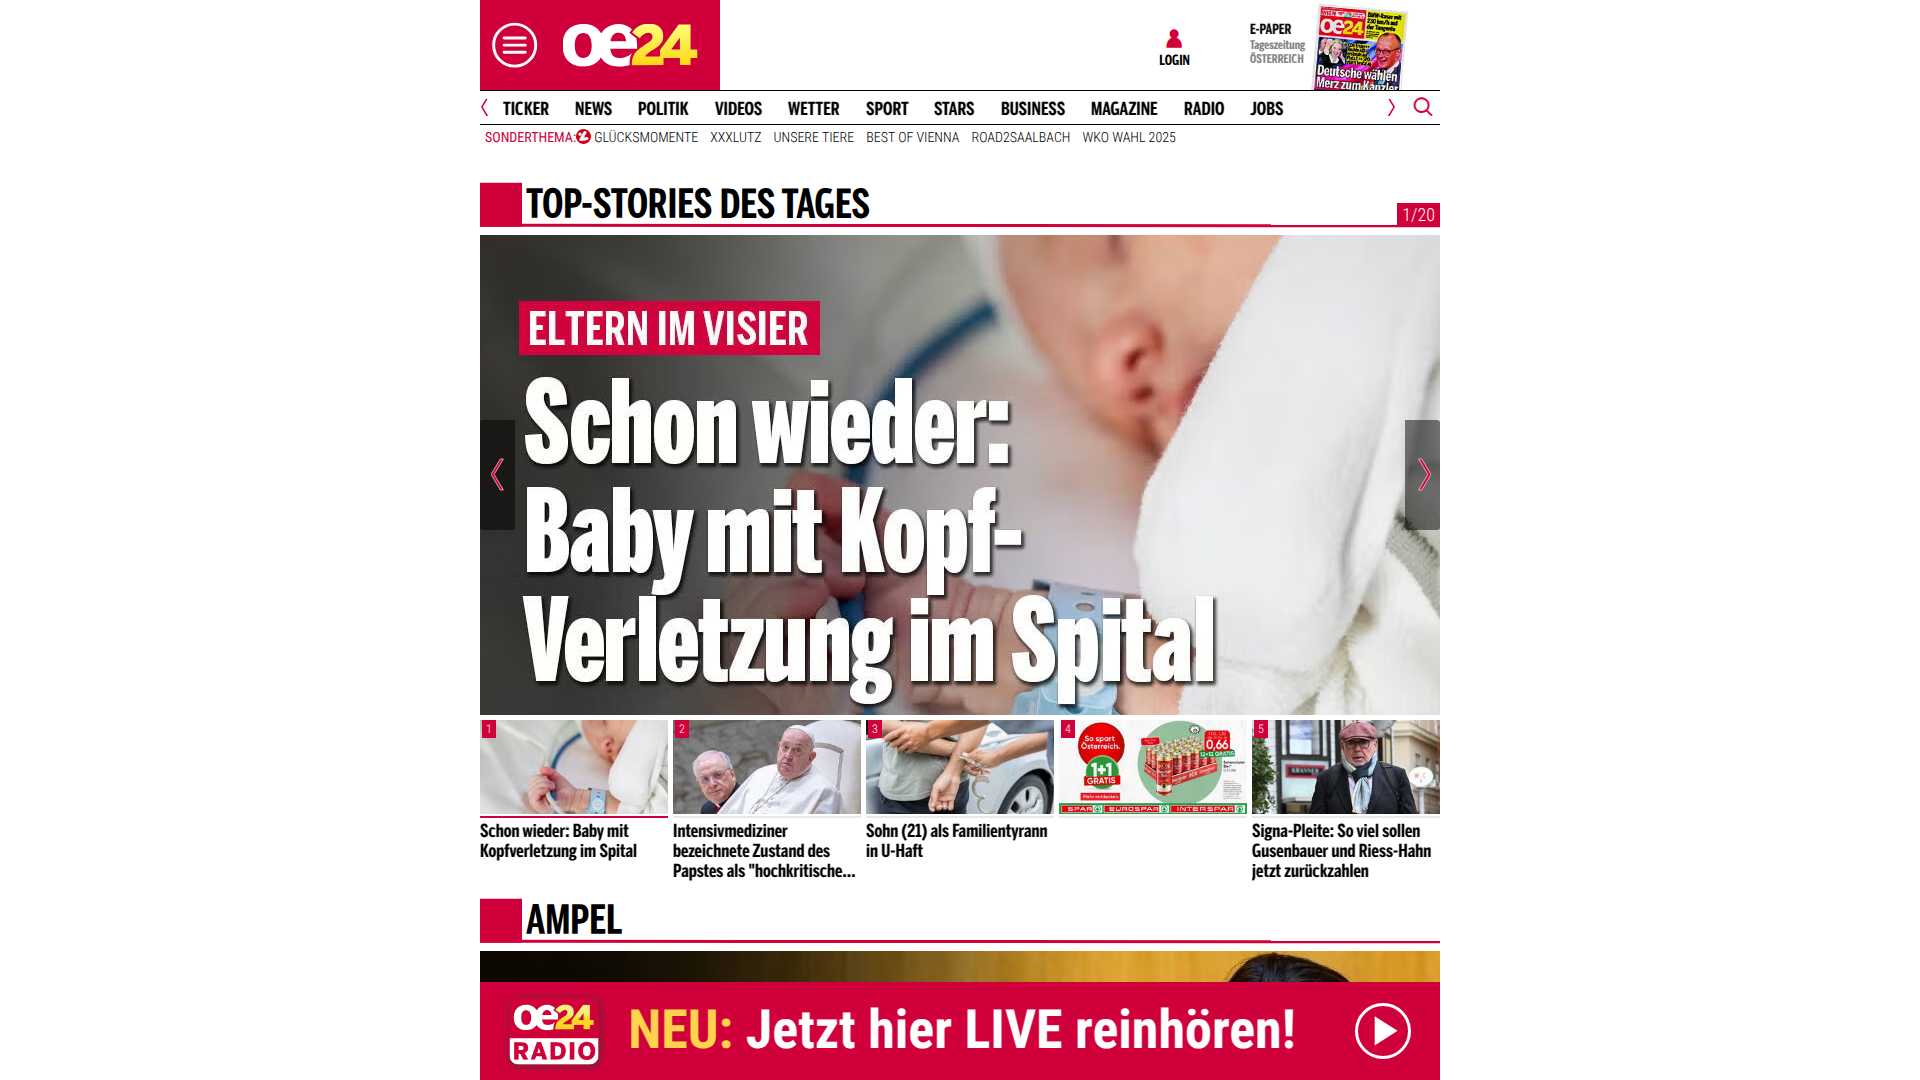 oe24
LOGIN
E-PAPER
Tageszeitung
ÖSTERREICH
oe24
Deutsche wählen
Merz zum Kanzler
TICKER NEWS POLITIK VIDEOS WETTER SPORT STARS BUSINESS MAGAZINE RADIO JOBS
SONDERTHEMA: GLÜCKSMOMENTE XXXLUTZ UNSERE TIERE BEST OF VIENNA ROAD2SAALBACH WKO WAHL 2025
TOP-STORIES DES TAGES
1/20
ELTERN IM VISIER
Schon wieder:
Baby mit Kopf-
Verletzung im Spital
1
2
3
4
5
So spart
Österreich.
1+1
GRATIS
0,66
SPAR EUROSPAR INTERSPAR
Schon wieder: Baby mit
Kopfverletzung im Spital
Intensivmediziner
bezeichnete Zustand des
Papstes als "hochkritische...
Sohn (21) als Familientyrann
in U-Haft
Signa-Pleite: So viel sollen
Gusenbauer und Riess-Hahn
jetzt zurückzahlen
AMPEL
oe24
RADIO
NEU: Jetzt hier LIVE reinhören!